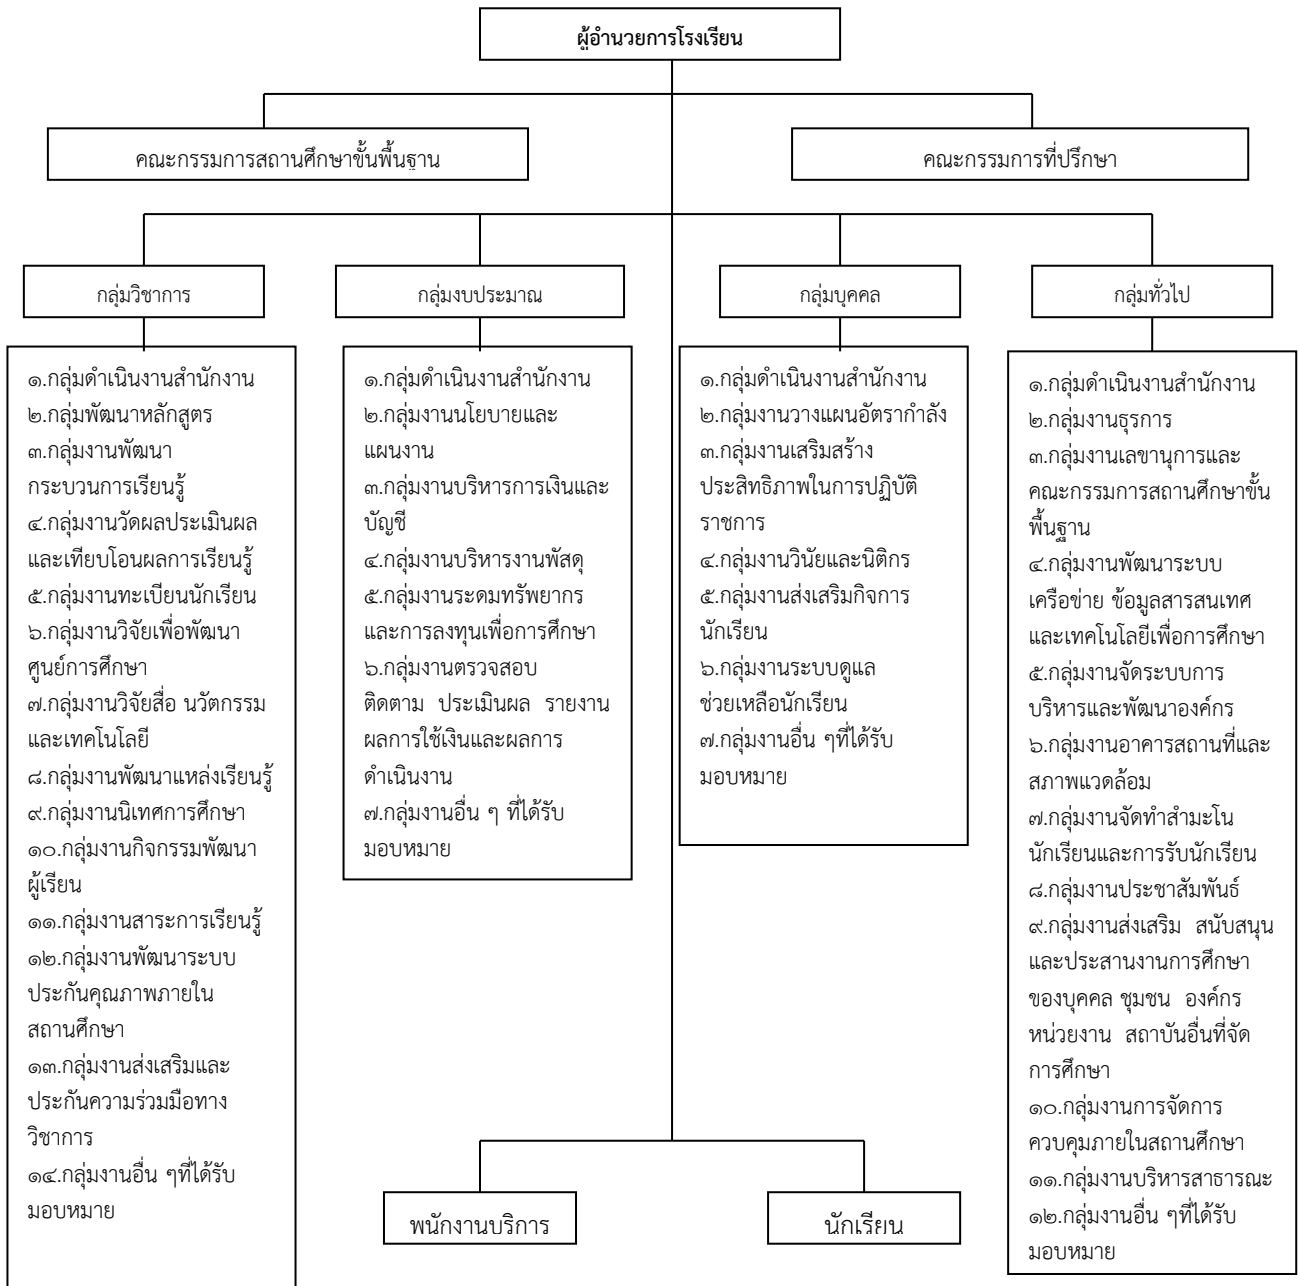 ผู้อำนวยการโรงเรียน
คณะกรรมการสถานศึกษาขั้นพื้นฐาน
คณะกรรมการที่ปรึกษา
กลุ่มวิชาการ
กลุ่มงบประมาณ
กลุ่มบุคคล
กลุ่มทั่วไป
๑.กลุ่มดำเนินงานสำนักงาน
๒.กลุ่มพัฒนาหลักสูตร
๓.กลุ่มงานพัฒนา
กระบวนการเรียนรู้
๔.กลุ่มงานวัดผลประเมินผล
และเทียบโอนผลการเรียนรู้
๕.กลุ่มงานทะเบียนนักเรียน
๖.กลุ่มงานวิจัยเพื่อพัฒนา
ศูนย์การศึกษา
๗.กลุ่มงานวิจัยสื่อ นวัตกรรม
และเทคโนโลยี
๘.กลุ่มงานพัฒนาแหล่งเรียนรู้
๙.กลุ่มงานนิเทศการศึกษา
๑๐.กลุ่มงานกิจกรรมพัฒนา
ผู้เรียน
๑๑.กลุ่มงานสาระการเรียนรู้
๑๒.กลุ่มงานพัฒนาระบบ
ประกันคุณภาพภายใน
สถานศึกษา
๑๓.กลุ่มงานส่งเสริมและ
ประกันความร่วมมือทาง
วิชาการ
๑๔.กลุ่มงานอื่น ๆที่ได้รับ
มอบหมาย
๑.กลุ่มดำเนินงานสำนักงาน
๒.กลุ่มงานนโยบายและ
แผนงาน
๓.กลุ่มงานบริหารการเงินและ
บัญชี
๔.กลุ่มงานบริหารงานพัสดุ
๕.กลุ่มงานระดมทรัพยากร
และการลงทุนเพื่อการศึกษา
๖.กลุ่มงานตรวจสอบ
ติดตาม ประเมินผล รายงาน
ผลการใช้เงินและผลการ
ดำเนินงาน
๗.กลุ่มงานอื่น ๆ ที่ได้รับ
มอบหมาย
๑.กลุ่มดำเนินงานสำนักงาน
๒.กลุ่มงานวางแผนอัตรากำลัง
๓.กลุ่มงานเสริมสร้าง
ประสิทธิภาพในการปฏิบัติ
ราชการ
๔.กลุ่มงานวินัยและนิติกร
๕.กลุ่มงานส่งเสริมกิจการ
นักเรียน
๖.กลุ่มงานระบบดูแล
ช่วยเหลือนักเรียน
๗.กลุ่มงานอื่น ๆที่ได้รับ
มอบหมาย
๑.กลุ่มดำเนินงานสำนักงาน
๒.กลุ่มงานธุรการ
๓.กลุ่มงานเลขานุการและ
คณะกรรมการสถานศึกษาขั้น
พื้นฐาน
๔.กลุ่มงานพัฒนาระบบ
เครือข่าย ข้อมูลสารสนเทศ
และเทคโนโลยีเพื่อการศึกษา
๕.กลุ่มงานจัดระบบการ
บริหารและพัฒนาองค์กร
๖.กลุ่มงานอาคารสถานที่และ
สภาพแวดล้อม
๗.กลุ่มงานจัดทำสำมะโน
นักเรียนและการรับนักเรียน
๘.กลุ่มงานประชาสัมพันธ์
๙.กลุ่มงานส่งเสริม สนับสนุน
และประสานงานการศึกษา
ของบุคคล ชุมชน องค์กร
หน่วยงาน สถาบันอื่นที่จัด
การศึกษา
๑๐.กลุ่มงานการจัดการ
ควบคุมภายในสถานศึกษา
๑๑.กลุ่มงานบริหารสาธารณะ
๑๒.กลุ่มงานอื่น ๆที่ได้รับ
มอบหมาย
พนักงานบริการ
นักเรียน